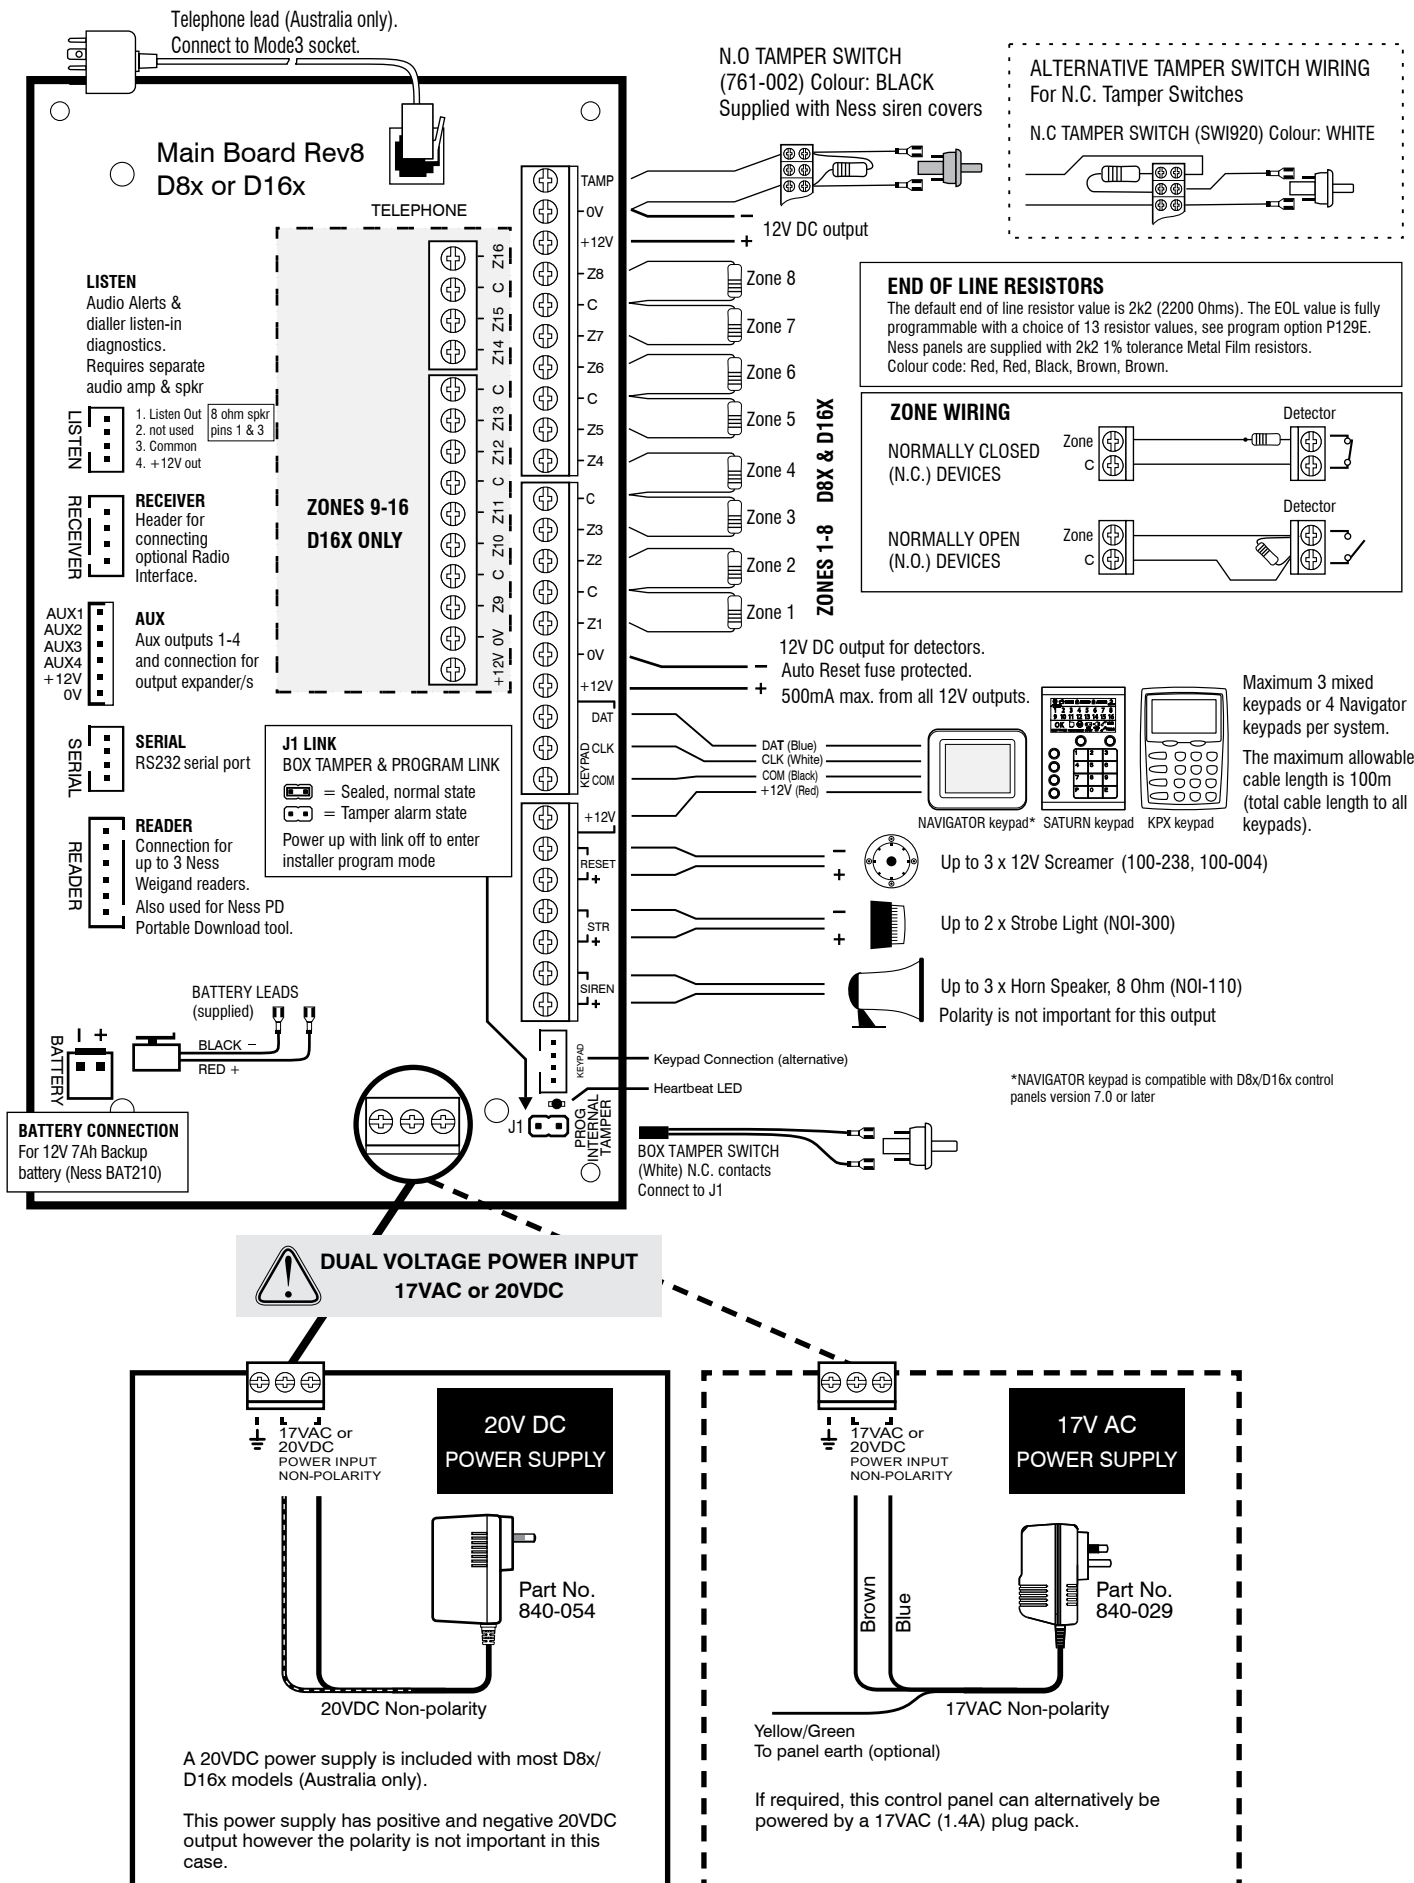 Telephone lead (Australia only).
Connect to Mode3 socket.
Main Board Rev8
D8x or D16x
TELEPHONE
N.O TAMPER SWITCH
(761-002) Colour: BLACK
Supplied with Ness siren covers
ALTERNATIVE TAMPER SWITCH WIRING
For N.C. Tamper Switches
N.C TAMPER SWITCH (SWI920) Colour: WHITE
TAMP
0V
+12V
Z8
C
Z7
Z6
C
Z5
Z4
C
Z3
Z2
C
Z1
0V
+12V
DAT
CLK
COM
KEYPAD
+12V
RESET
+
STR
+
SIREN
+
−
12V DC output
+
Z16
C
Z15
Z14
C
Z13
Z12
C
Z11
Z10
C
Z9
0V
+12V
ZONES 9-16
D16X ONLY
LISTEN
Audio Alerts &
dialler listen-in
diagnostics.
Requires separate
audio amp & spkr
LISTEN
1. Listen Out
2. not used
3. Common
4. +12V out
8 ohm spkr
pins 1 & 3
RECEIVER
RECEIVER
Header for
connecting
optional Radio
Interface.
AUX1
AUX2
AUX3
AUX4
+12V
0V
AUX
Aux outputs 1-4
and connection for
output expander/s
SERIAL
SERIAL
RS232 serial port
READER
READER
Connection for
up to 3 Ness
Weigand readers.
Also used for Ness PD
Portable Download tool.
J1 LINK
BOX TAMPER & PROGRAM LINK
= Sealed, normal state
= Tamper alarm state
Power up with link off to enter
installer program mode
Zone 8
Zone 7
Zone 6
Zone 5
Zone 4
Zone 3
Zone 2
Zone 1
ZONES 1-8 D8X & D16X
END OF LINE RESISTORS
The default end of line resistor value is 2k2 (2200 Ohms). The EOL value is fully
programmable with a choice of 13 resistor values, see program option P129E.
Ness panels are supplied with 2k2 1% tolerance Metal Film resistors.
Colour code: Red, Red, Black, Brown, Brown.
ZONE WIRING
NORMALLY CLOSED
(N.C.) DEVICES
Zone
C
Detector
NORMALLY OPEN
(N.O.) DEVICES
Zone
C
Detector
12V DC output for detectors.
− Auto Reset fuse protected.
+ 500mA max. from all 12V outputs.
DAT (Blue)
CLK (White)
COM (Black)
+12V (Red)
NAVIGATOR keypad*
SATURN keypad
KPX keypad
Maximum 3 mixed
keypads or 4 Navigator
keypads per system.
The maximum allowable
cable length is 100m
(total cable length to all
keypads).
−
+
Up to 3 x 12V Screamer (100-238, 100-004)
−
+
Up to 2 x Strobe Light (NOI-300)
Up to 3 x Horn Speaker, 8 Ohm (NOI-110)
Polarity is not important for this output
*NAVIGATOR keypad is compatible with D8x/D16x control
panels version 7.0 or later
BATTERY LEADS
(supplied)
BLACK −
RED +
− +
BATTERY
BATTERY CONNECTION
For 12V 7Ah Backup
battery (Ness BAT210)
KEYPAD
Keypad Connection (alternative)
Heartbeat LED
J1
PROG
INTERNAL
TAMPER
BOX TAMPER SWITCH
(White) N.C. contacts
Connect to J1
DUAL VOLTAGE POWER INPUT
17VAC or 20VDC
17VAC or
20VDC
POWER INPUT
NON-POLARITY
20V DC
POWER SUPPLY
Part No.
840-054
20VDC Non-polarity
A 20VDC power supply is included with most D8x/
D16x models (Australia only).
This power supply has positive and negative 20VDC
output however the polarity is not important in this
case.
17VAC or
20VDC
POWER INPUT
NON-POLARITY
17V AC
POWER SUPPLY
Brown
Blue
Part No.
840-029
17VAC Non-polarity
Yellow/Green
To panel earth (optional)
If required, this control panel can alternatively be
powered by a 17VAC (1.4A) plug pack.